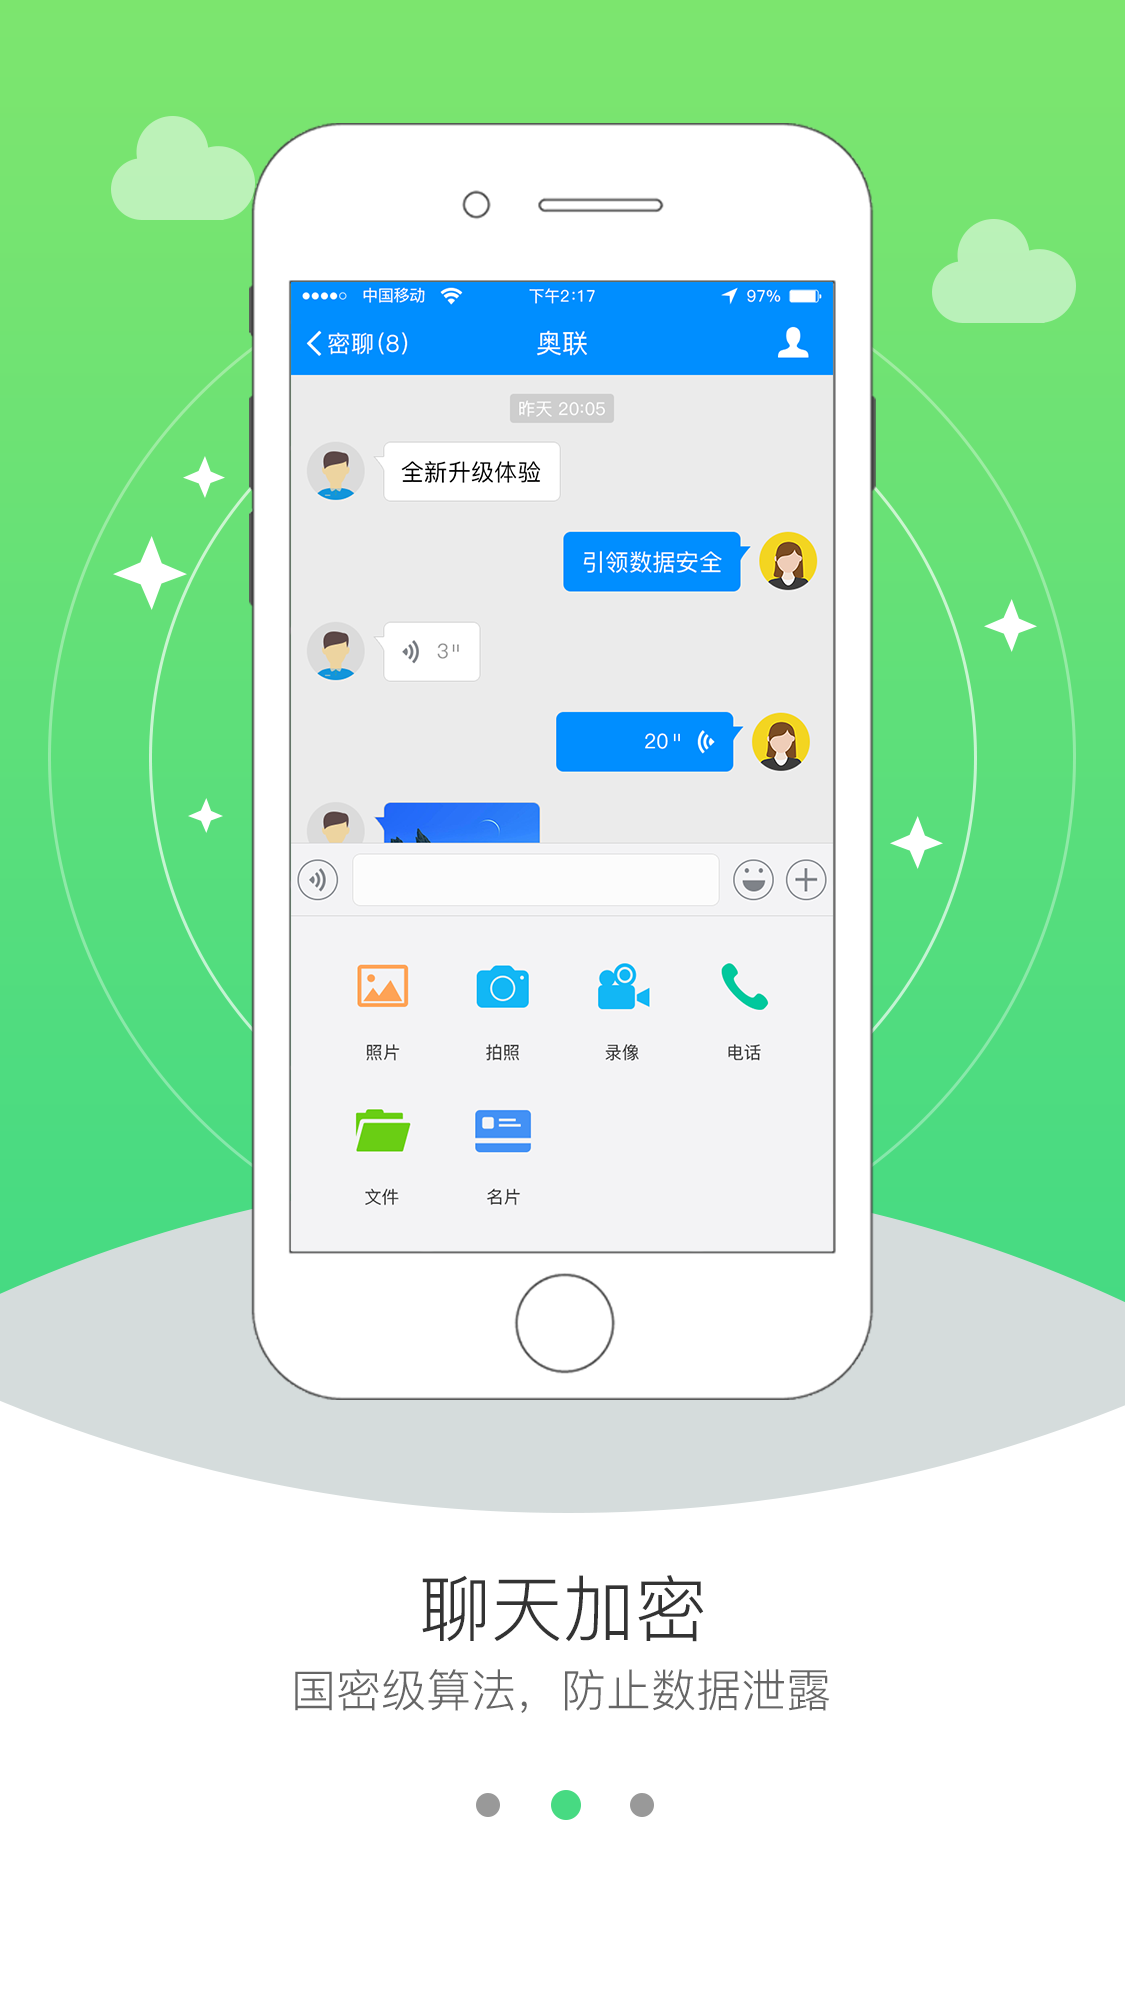 中国移动 下午2:17 97%
密聊(8) 奥联
昨天 20:05
全新升级体验
引领数据安全
3"
20"
照片 拍照 录像 电话
文件 名片
聊天加密
国密级算法，防止数据泄露